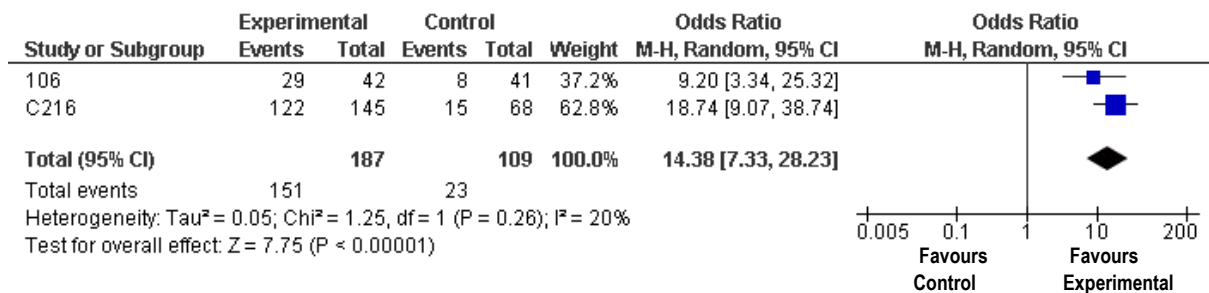 Experimental Control Odds Ratio Odds Ratio
Study or Subgroup Events Total Events Total Weight M-H, Random, 95% CI M-H, Random, 95% CI
106 29 42 8 41 37.2% 9.20 [3.34, 25.32]
C216 122 145 15 68 62.8% 18.74 [9.07, 38.74]
Total (95% CI) 187 109 100.0% 14.38 [7.33, 28.23]
Total events 151 23
Heterogeneity: Tau² = 0.05; Chi² = 1.25, df = 1 (P = 0.26); I² = 20%
Test for overall effect: Z = 7.75 (P < 0.00001)
0.005 0.1 1 10 200
Favours Favours
Control Experimental